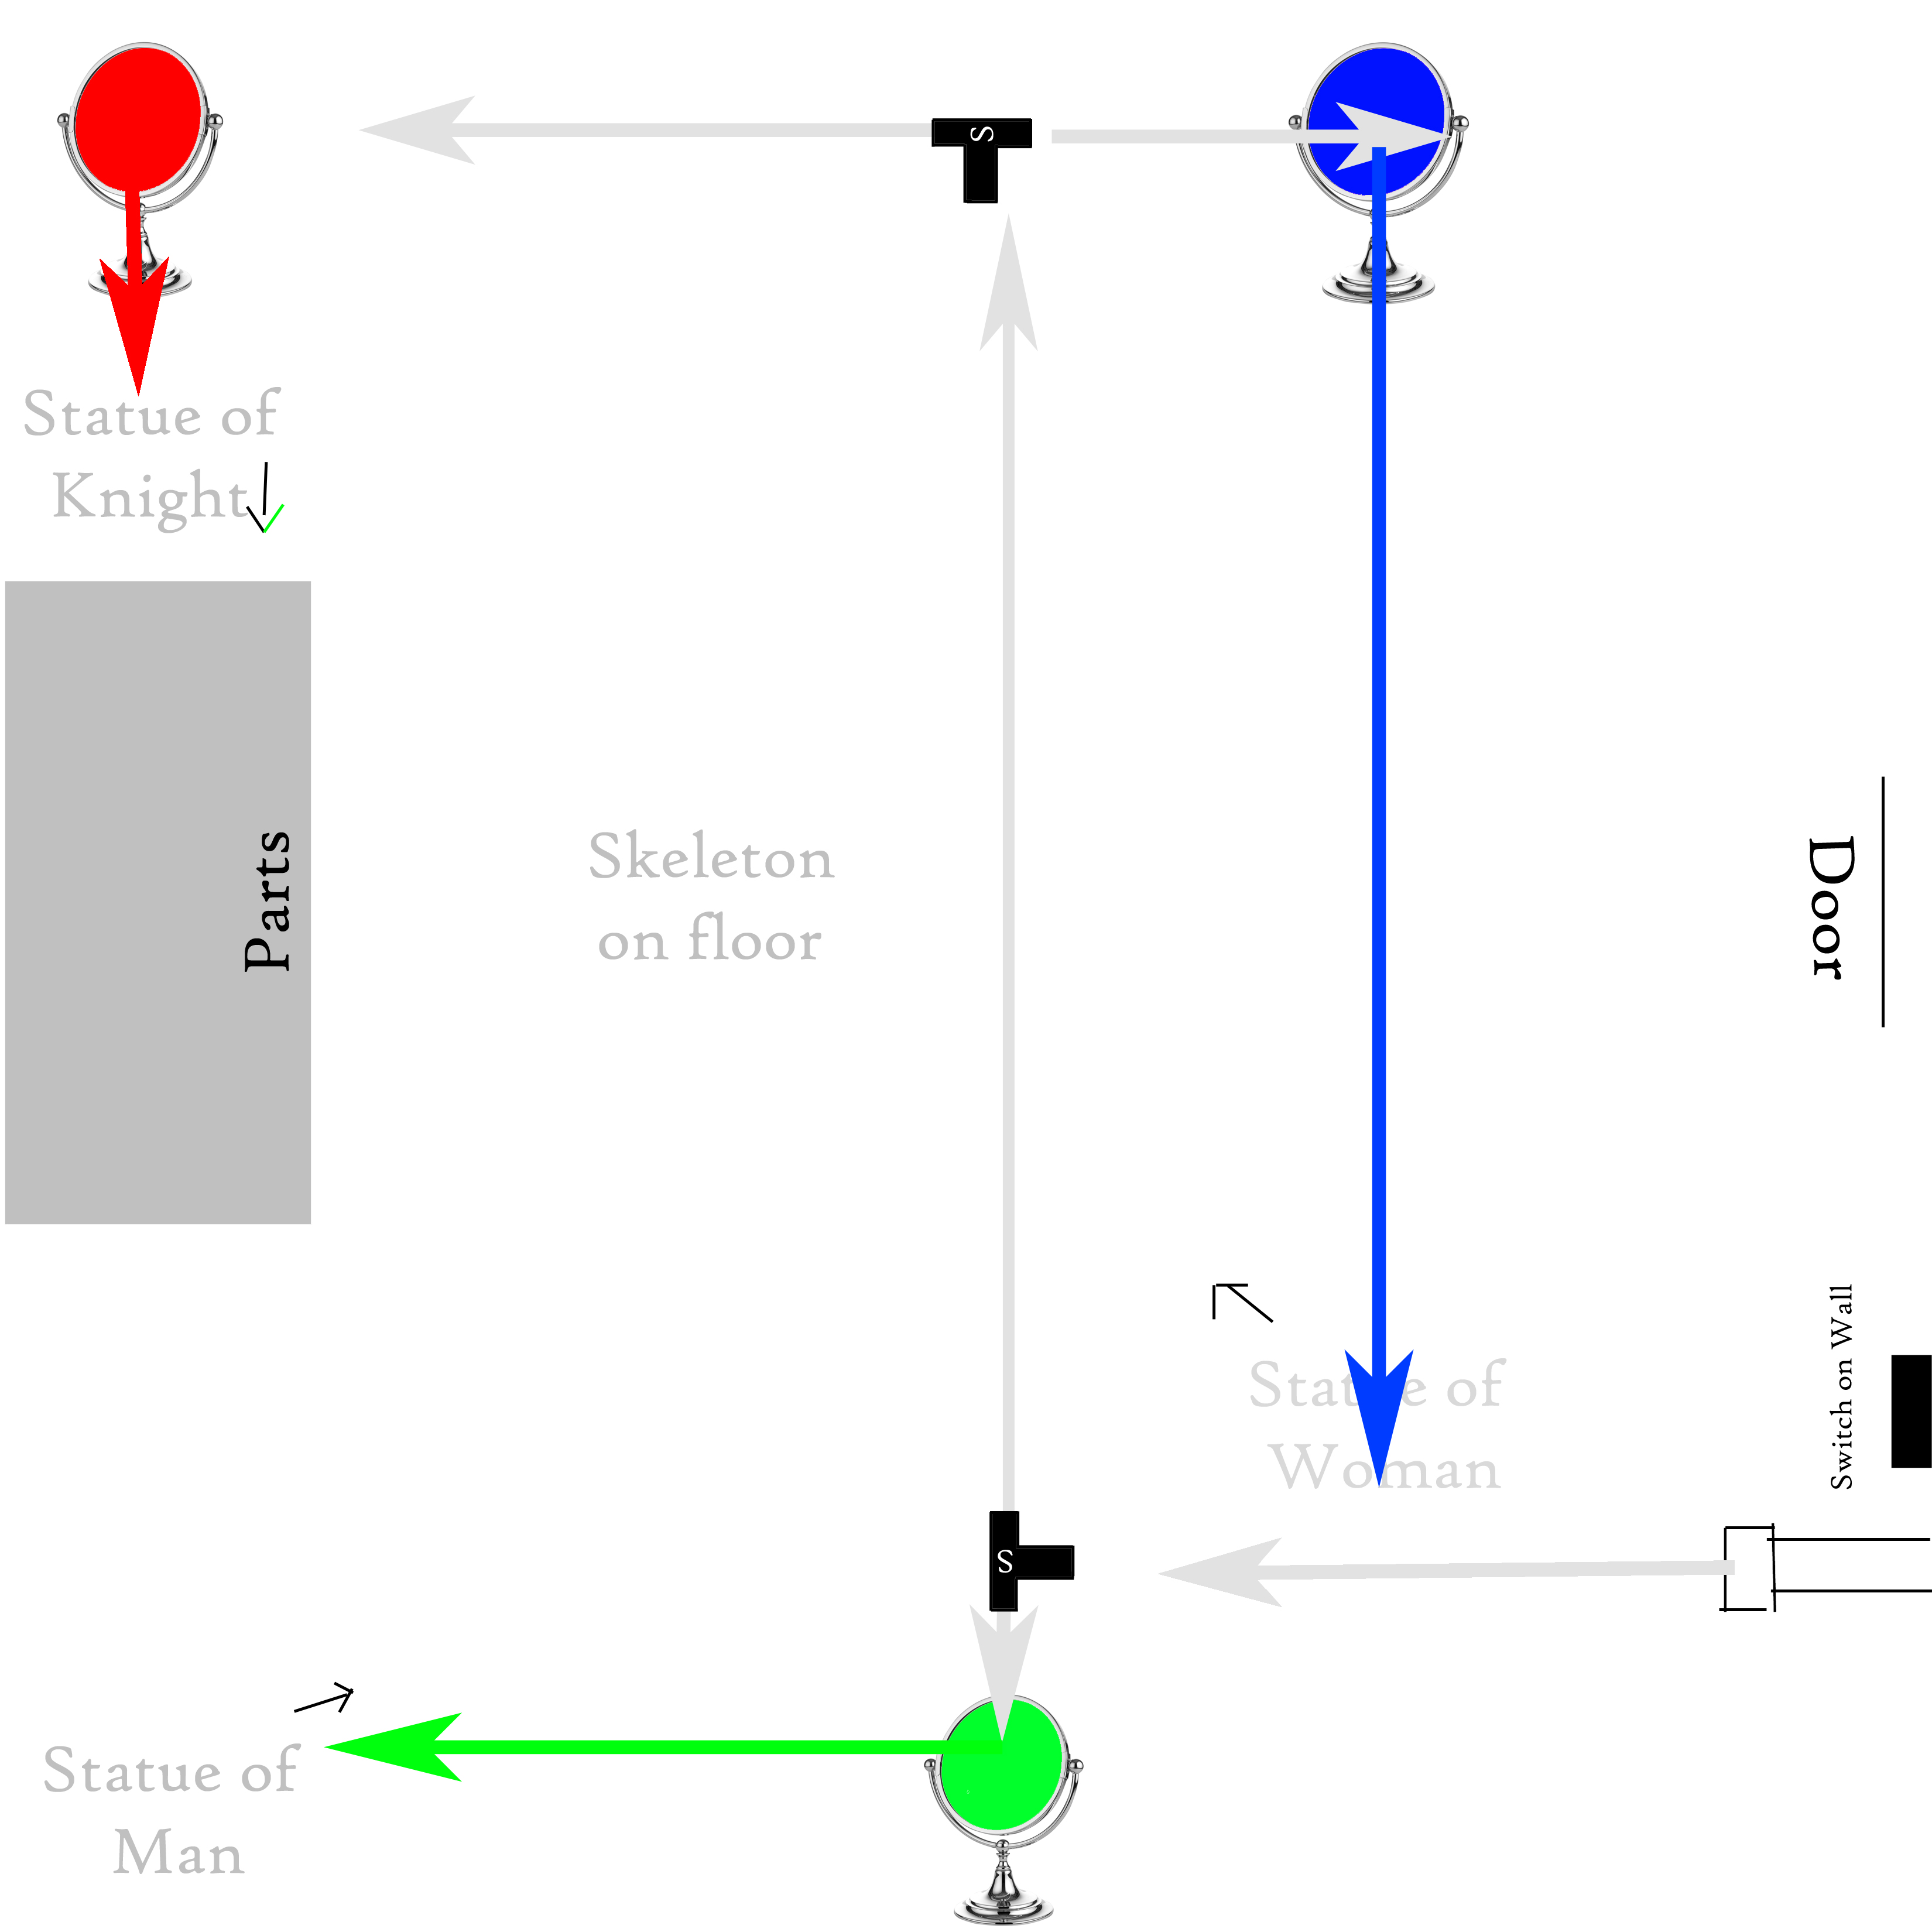 S
Statue of
Knight
Parts
Skeleton
on floor
Door
Switch on Wall
Statue of
Woman
S
Statue of
Man